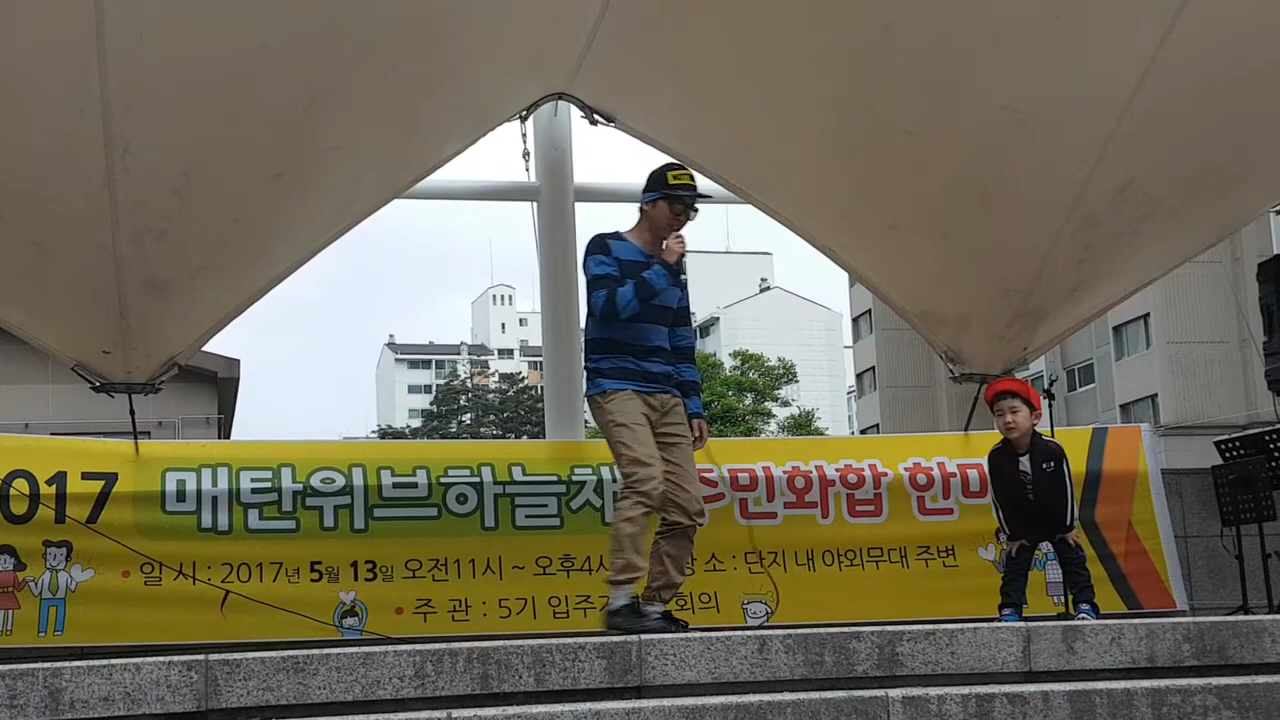 2017 매탄위브하늘채 주민화합 한마
• 일 시 : 2017년 5월 13일 오전11시 ~ 오후4시 장 소 : 단지 내 야외무대 주변
• 주 관 : 5기 입주 회의